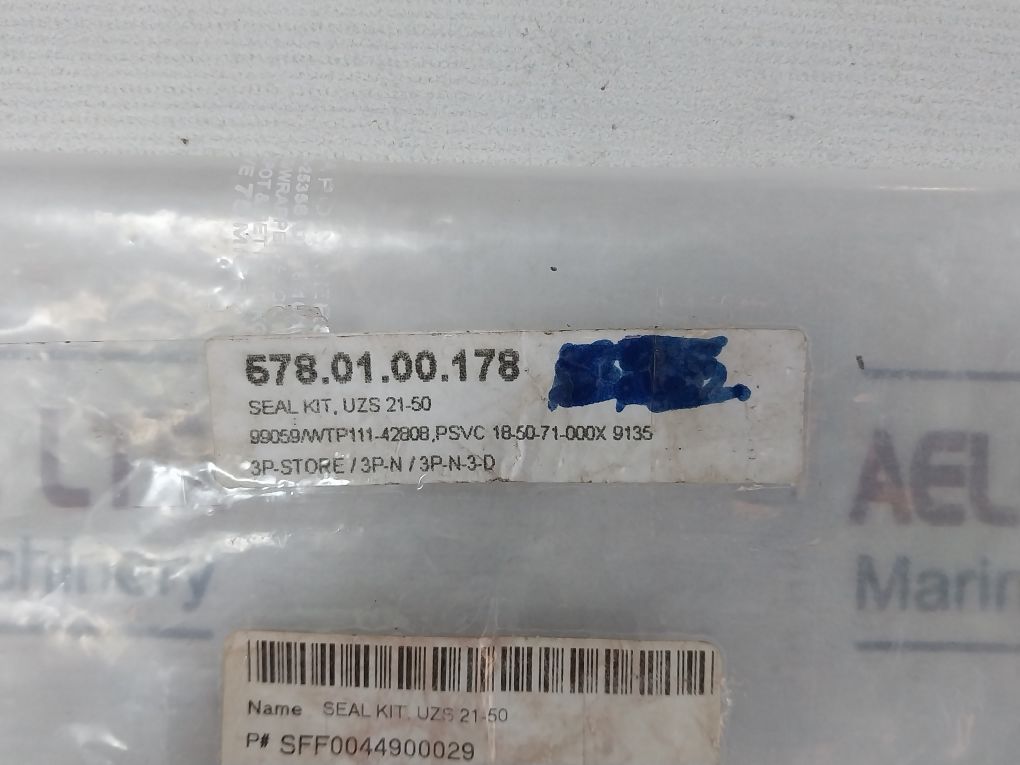 678.01.00.178
SEAL KIT, UZS 21-50
99059/WTP111-42808,PSVC 18-50-71-000X 9135
3P-STORE / 3P-N / 3P-N-3-D
AEL
chinery
Marin
Name SEAL KIT, UZS 21-50
P# SFF0044900029